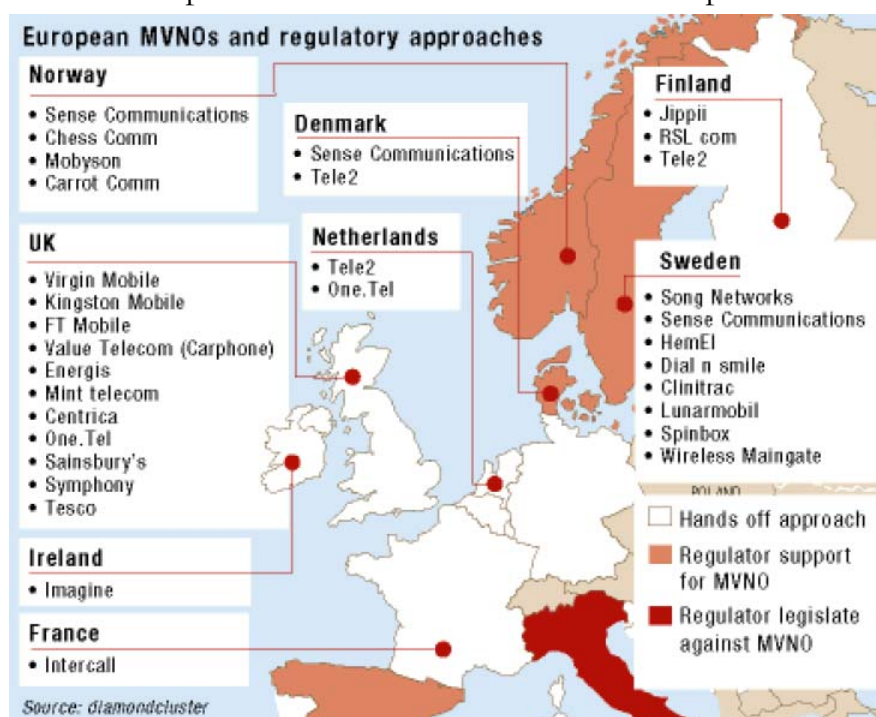 European MVNOs and regulatory approaches
Norway
• Sense Communications
• Chess Comm
• Mobyson
• Carrot Comm
Denmark
• Sense Communications
• Tele2
Finland
• Jippii
• RSL com
• Tele2
UK
• Virgin Mobile
• Kingston Mobile
• FT Mobile
• Value Telecom (Carphone)
• Energis
• Mint telecom
• Centrica
• One.Tel
• Sainsbury's
• Symphony
• Tesco
Netherlands
• Tele2
• One.Tel
Sweden
• Song Networks
• Sense Communications
• HemEl
• Dial n smile
• Clinitrac
• Lunarmobil
• Spinbox
• Wireless Maingate
POLAND
Ireland
• Imagine
France
• Intercall
Hands off approach
Regulator support
for MVNO
Regulator legislate
against MVNO
Source: diamondcluster